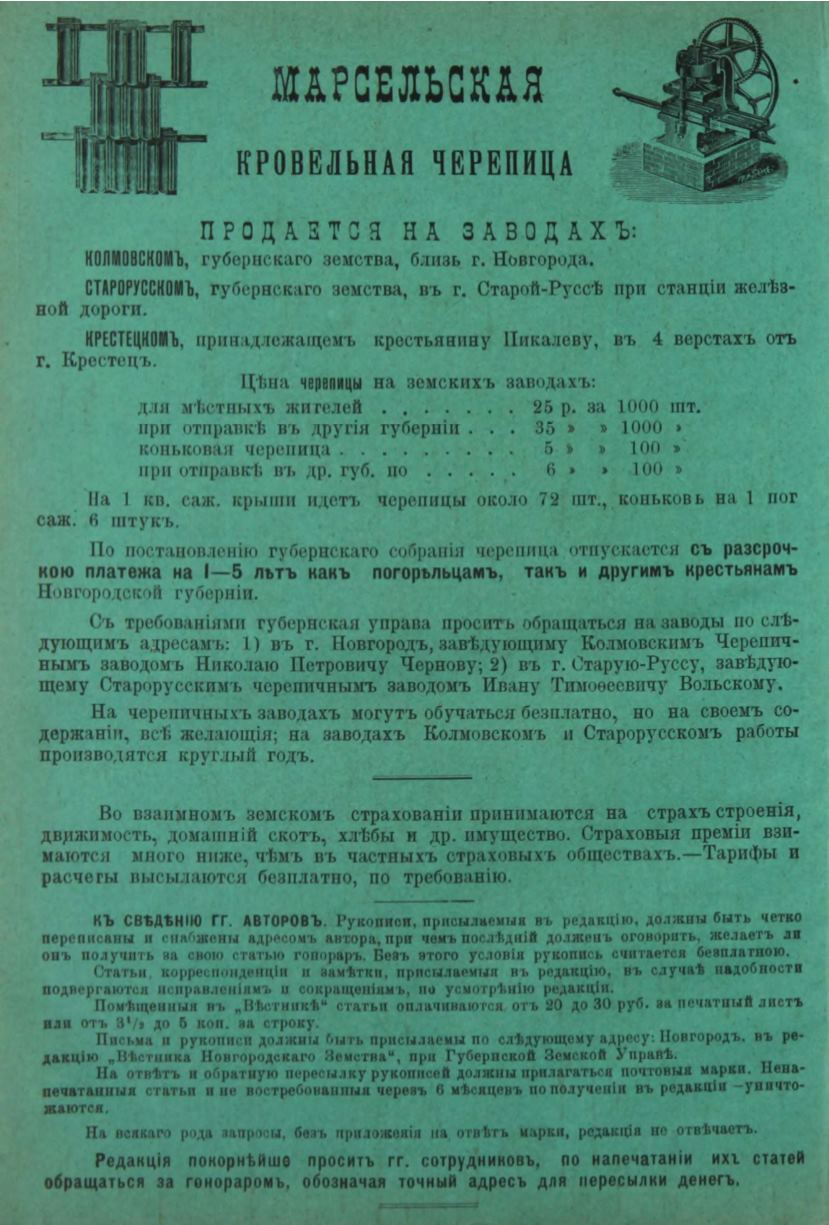 МАРСЕЛЬСКАЯ
КРОВЕЛЬНАЯ ЧЕРЕПИЦА
ПРОДАЕТСЯ НА ЗАВОДАХЪ:
КОЛМОВСКОМЪ, губернскаго земства, близь г. Новгорода.
СТАРОРУССКОМЪ, губернскаго земства, въ г. Старой-Руссѣ при станціи желѣз-
ной дороги.
КРЕСТЕЦКОМЪ, принадлежащемъ крестьянину Пикалеву, въ 4 верстахъ отъ
г. Крестецъ.
Цѣна черепицы на земскихъ заводахъ:
для мѣстныхъ жителей . . . . . . . 25 р. за 1000 шт.
при отправкѣ въ другія губерніи . . . 35 » » 1000 »
коньковая черепица . . . . . . . . . 5 » » 100 »
при отправкѣ въ др. губ. по . . . . . 6 » » 100 »
На 1 кв. саж. крыши идетъ черепицы около 72 шт., коньковъ на 1 пог
саж. 6 штукъ.
По постановленію губернскаго собранія черепица отпускается съ разсроч-
кою платежа на 1—5 лѣтъ какъ погорѣльцамъ, такъ и другимъ крестьянамъ
Новгородской губерніи.
Съ требованіями губернская управа проситъ обращаться на заводы по слѣ-
дующимъ адресамъ: 1) въ г. Новгородъ, завѣдующему Колмовскимъ Черепич-
нымъ заводомъ Николаю Петровичу Чернову; 2) въ г. Старую-Руссу, завѣдую-
щему Старорусскимъ черепичнымъ заводомъ Ивану Тимоѳеевичу Вольскому.
На черепичныхъ заводахъ могутъ обучаться безплатно, но на своемъ со-
держаніи, всѣ желающія; на заводахъ Колмовскомъ и Старорусскомъ работы
производятся круглый годъ.
Во взаимномъ земскомъ страхованіи принимаются на страхъ строенія,
движимость, домашній скотъ, хлѣбы и др. имущество. Страховыя преміи взи-
маются много ниже, чѣмъ въ частныхъ страховыхъ обществахъ.—Тарифы и
расчеты высылаются безплатно, по требованію.
КЪ СВѢДѢНІЮ ГГ. АВТОРОВЪ. Рукописи, присылаемыя въ редакцію, должны быть четко
переписаны и снабжены адресомъ автора, при чемъ послѣдній долженъ оговорить, желаетъ ли
онъ получить за свою статью гонораръ. Безъ этого условія рукопись считается безплатною.
Статьи, корреспонденціи и замѣтки, присылаемыя въ редакцію, въ случаѣ надобности
подвергаются исправленіямъ и сокращеніямъ, по усмотрѣнію редакціи.
Помѣщенныя въ „Вѣстникѣ“ статьи оплачиваются отъ 20 до 30 руб. за печатный листъ
или отъ 3½ до 5 коп. за строку.
Письма и рукописи должны быть присылаемы по слѣдующему адресу: Новгородъ, въ ре-
дакцію „Вѣстника Новгородскаго Земства“, при Губернской Земской Управѣ.
На отвѣтъ и обратную пересылку рукописей должны прилагаться почтовыя марки. Нена-
печатанныя статьи и не востребованныя черезъ 6 мѣсяцевъ по полученіи въ редакціи —уничто-
жаются.
На всякаго рода запросы, безъ приложенія на отвѣтъ марки, редакція не отвѣчаетъ.
Редакція покорнѣйше проситъ гг. сотрудниковъ, по напечатаніи ихъ статей
обращаться за гонораромъ, обозначая точный адресъ для пересылки денегъ.